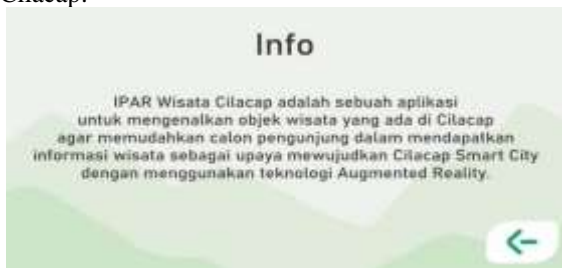 Cilacap.
Info
IPAR Wisata Cilacap adalah sebuah aplikasi
untuk mengenalkan objek wisata yang ada di Cilacap
agar memudahkan calon pengunjung dalam mendapatkan
informasi wisata sebagai upaya mewujudkan Cilacap Smart City
dengan menggunakan teknologi Augmented Reality.